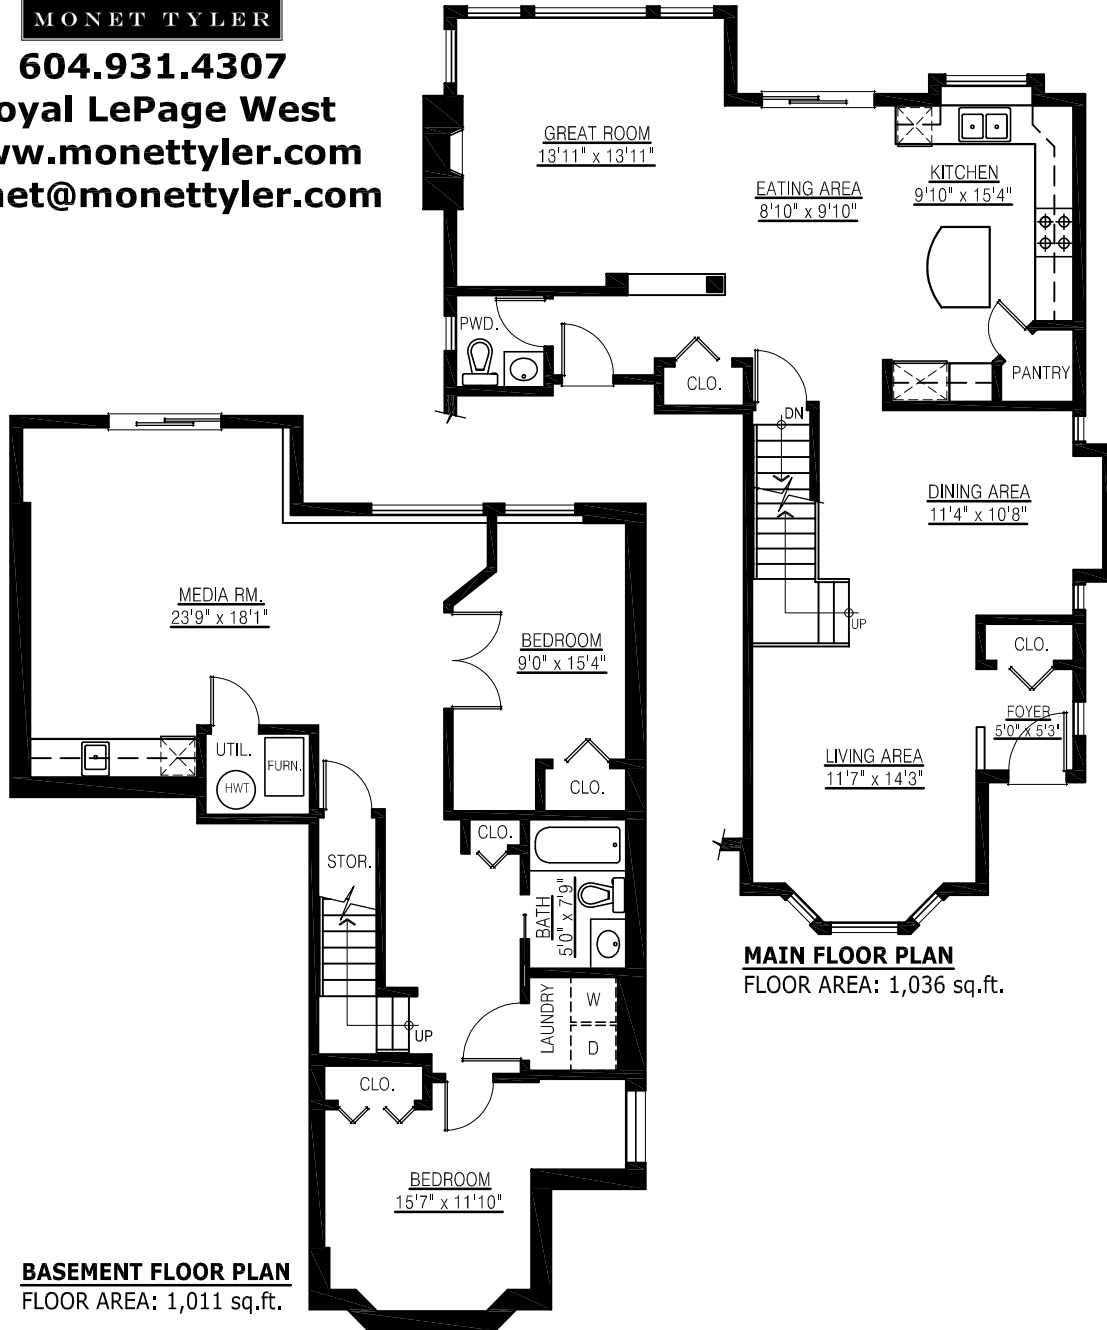 MONET TYLER
604.931.4307
oyal LePage West
ww.monettyler.com
net@monettyler.com
GREAT ROOM
13'11" x 13'11"
EATING AREA
8'10" x 9'10"
KITCHEN
9'10" x 15'4"
PWD.
CLO.
PANTRY
DN
DINING AREA
11'4" x 10'8"
UP
CLO.
FOYER
5'0" x 5'3'
LIVING AREA
11'7" x 14'3"
MAIN FLOOR PLAN
FLOOR AREA: 1,036 sq.ft.
MEDIA RM.
23'9" x 18'1"
BEDROOM
9'0" x 15'4"
UTIL.
FURN.
HWT
CLO.
CLO.
STOR.
BATH
5'0" x 7'9"
UP
LAUNDRY
W
D
CLO.
BEDROOM
15'7" x 11'10"
BASEMENT FLOOR PLAN
FLOOR AREA: 1,011 sq.ft.